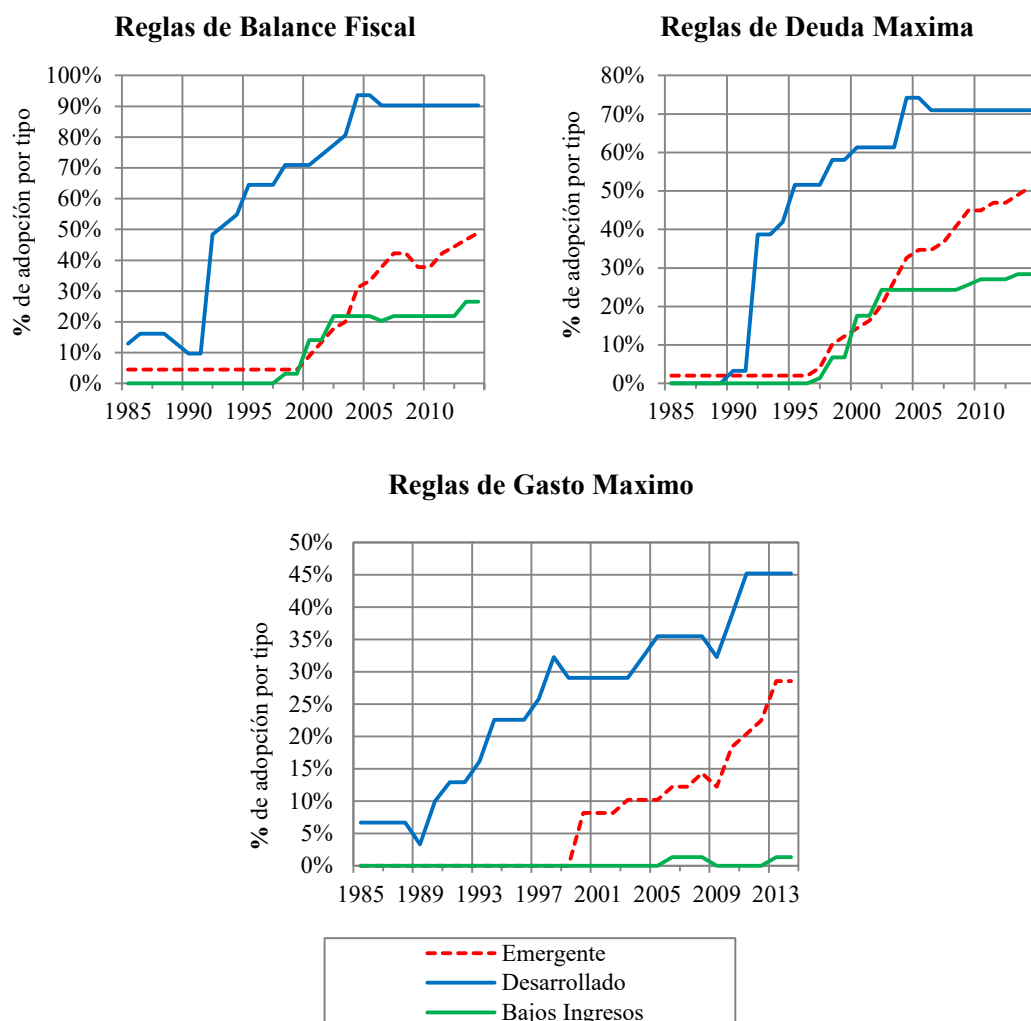 Reglas de Balance Fiscal
% de adopción por tipo
100%
90%
80%
70%
60%
50%
40%
30%
20%
10%
0%
1985 1990 1995 2000 2005 2010
Reglas de Deuda Maxima
% de adopción por tipo
80%
70%
60%
50%
40%
30%
20%
10%
0%
1985 1990 1995 2000 2005 2010
Reglas de Gasto Maximo
% de adopción por tipo
50%
45%
40%
35%
30%
25%
20%
15%
10%
5%
0%
1985 1989 1993 1997 2001 2005 2009 2013
Emergente
Desarrollado
Bajos Ingresos